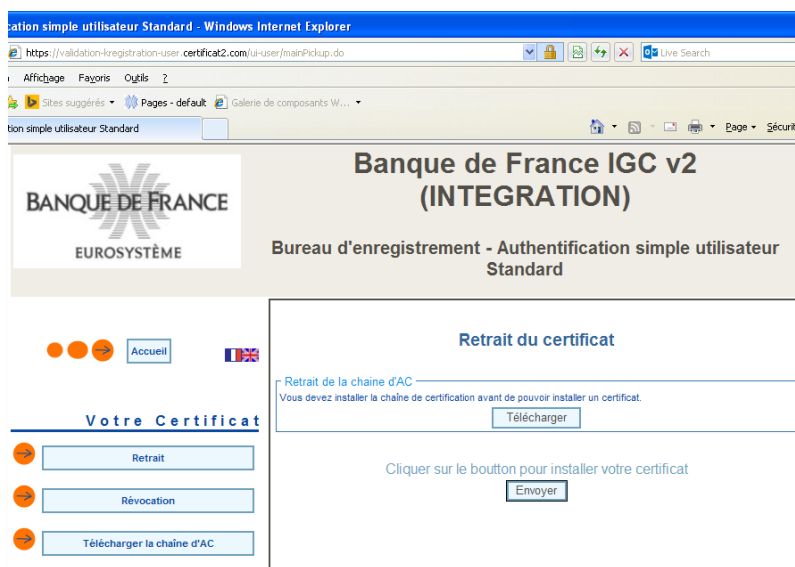 cation simple utilisateur Standard - Windows Internet Explorer
https://validation-kregistration-user.certificat2.com/ui-user/mainPickup.do
Live Search
Affichage Favoris Outils ?
Sites suggérés Pages - default Galerie de composants W...
tion simple utilisateur Standard
Page Sécurit
BANQUE DE FRANCE
EUROSYSTÈME
Banque de France IGC v2
(INTEGRATION)
Bureau d'enregistrement - Authentification simple utilisateur
Standard
Accueil
Votre Certificat
Retrait
Révocation
Télécharger la chaîne d'AC
Retrait du certificat
Retrait de la chaine d'AC
Vous devez installer la chaîne de certification avant de pouvoir installer un certificat.
Télécharger
Cliquer sur le boutton pour installer votre certificat
Envoyer